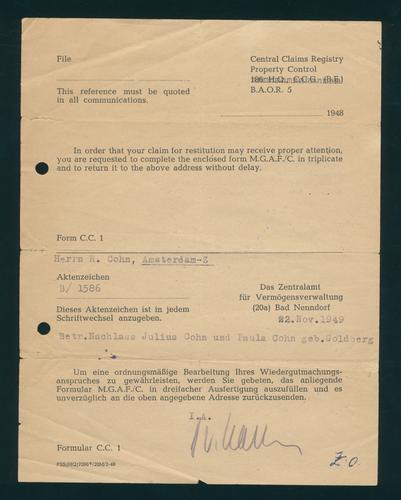 File
Central Claims Registry
Property Control
186 H.Q. C.C.G. (B.E.)
This reference must be quoted
in all communications.
B.A.O.R. 5
1948
In order that your claim for restitution may receive proper attention,
you are requested to complete the enclosed form M.G.A.F./C. in triplicate
and to return it to the above address without delay.
Form C.C. 1
Herrn R. Cohn, Amsterdam-Z
Aktenzeichen
B/ 1586
Das Zentralamt
für Vermögensverwaltung
(20a) Bad Nenndorf
Dieses Aktenzeichen ist in jedem
Schriftwechsel anzugeben.
22.Nov.1949
Betr.Nachlass Julius Cohn und Paula Cohn geb.Goldberg
Um eine ordnungsmäßige Bearbeitung Ihres Wiedergutmachungs-
anspruches zu gewährleisten, werden Sie gebeten, das anliegende
Formular M.G.A.F./C. in dreifacher Ausfertigung auszufüllen und es
unverzüglich an die oben angegebene Adresse zurückzusenden.
I.A.
Formular C.C. 1